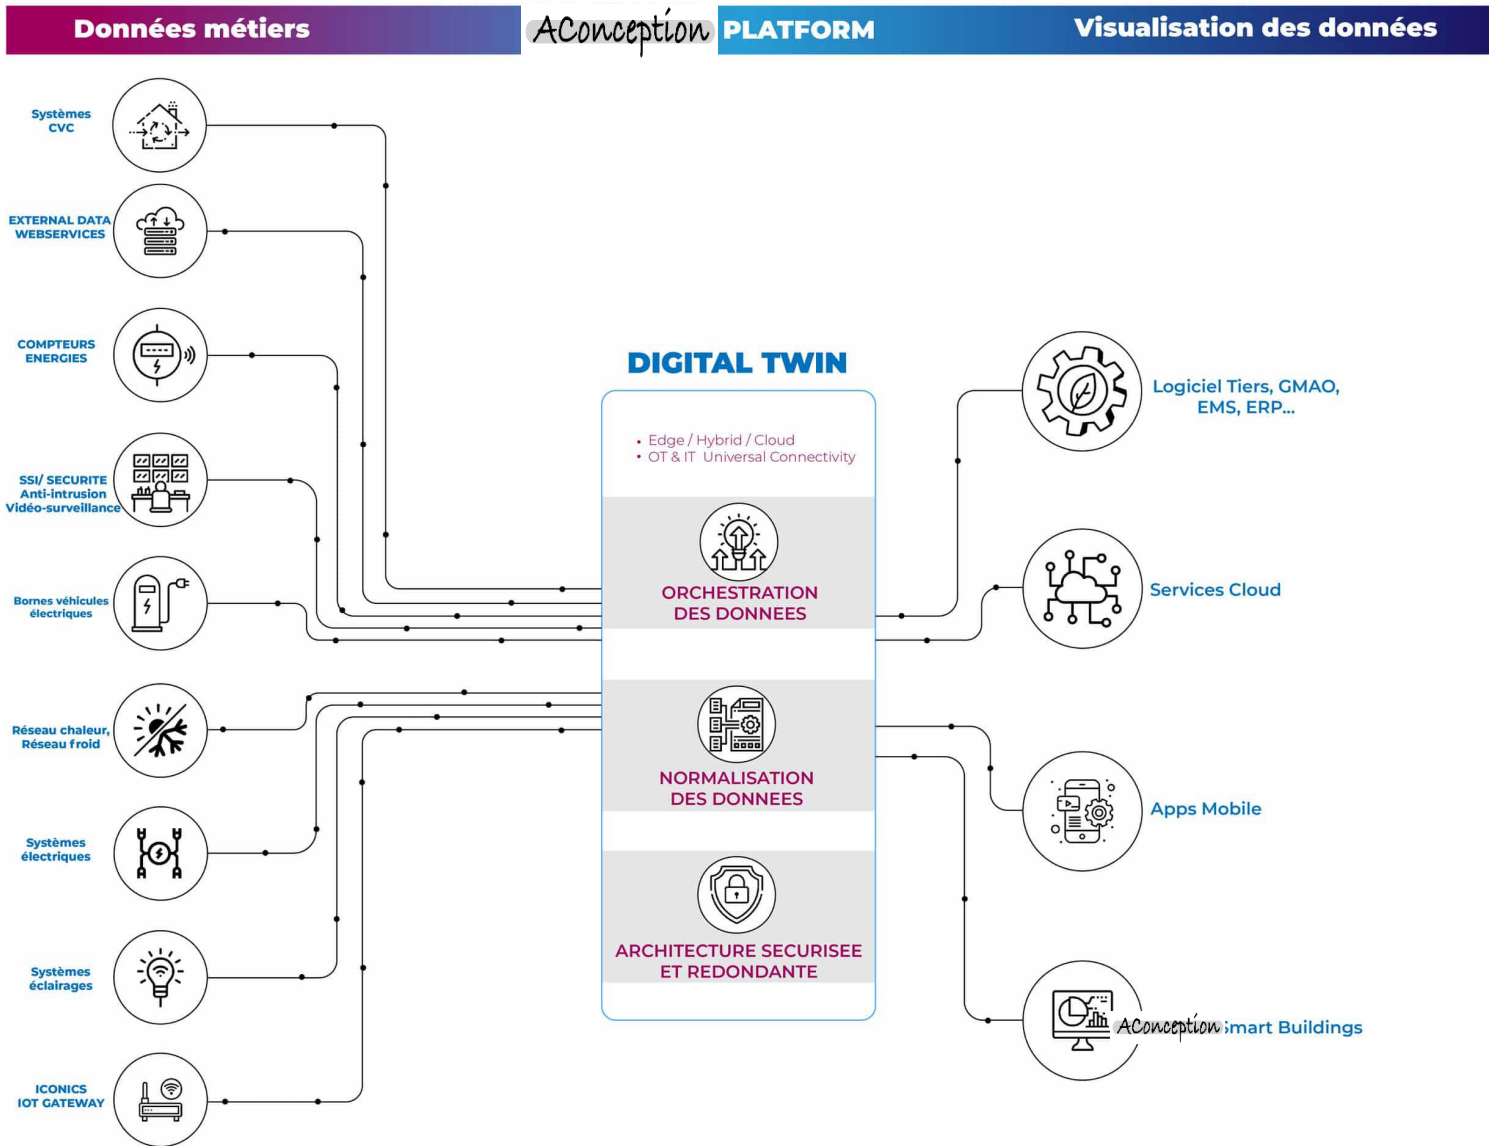 Données métiers
AConception PLATFORM
Visualisation des données
Systèmes
CVC
EXTERNAL DATA
WEBSERVICES
COMPTEURS
ENERGIES
SSI/ SECURITE
Anti-intrusion
Vidéo-surveillance
Bornes véhicules
électriques
Réseau chaleur,
Réseau froid
Systèmes
électriques
Systèmes
éclairages
ICONICS
IOT GATEWAY
DIGITAL TWIN
• Edge / Hybrid / Cloud
• OT & IT Universal Connectivity
ORCHESTRATION
DES DONNEES
NORMALISATION
DES DONNEES
ARCHITECTURE SECURISEE
ET REDONDANTE
Logiciel Tiers, GMAO,
EMS, ERP...
Services Cloud
Apps Mobile
AConception Smart Buildings